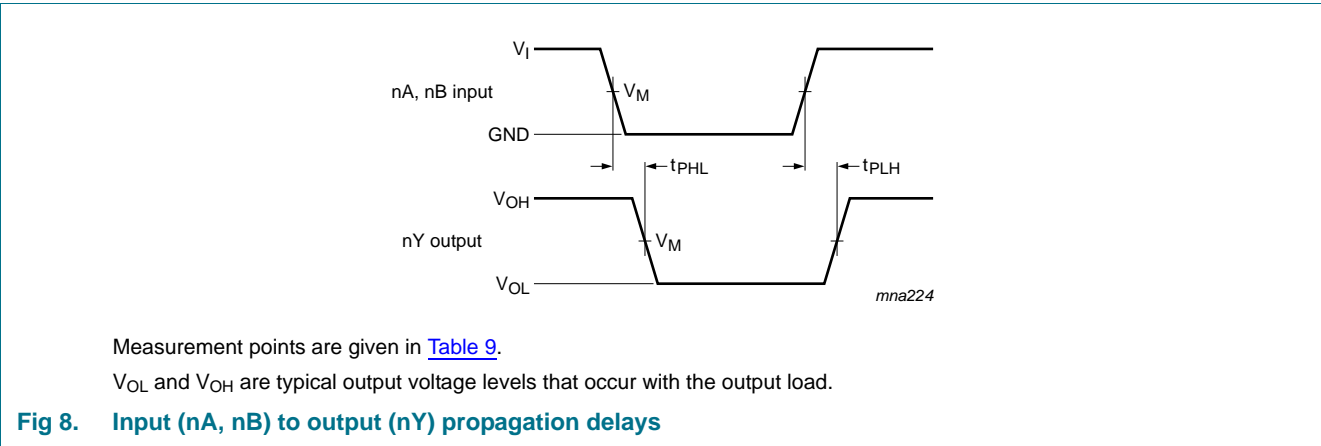 VI
nA, nB input
VM
GND
tPHL
tPLH
VOH
nY output
VM
VOL
mna224
Measurement points are given in Table 9.
VOL and VOH are typical output voltage levels that occur with the output load.
Fig 8. Input (nA, nB) to output (nY) propagation delays